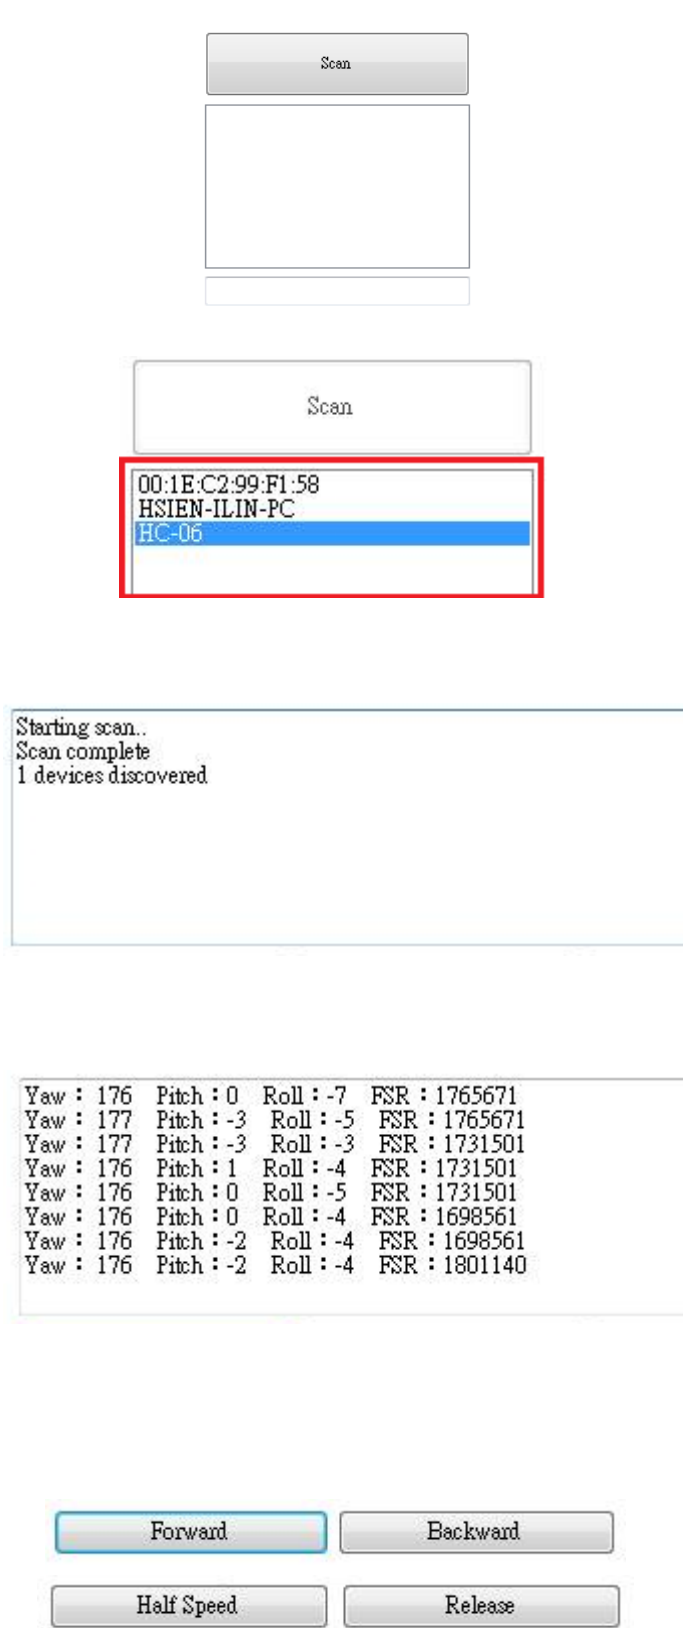 Scan
Scan
00:1E:C2:99:F1:58
HSIEN-ILIN-PC
HC-06
Starting scan..
Scan complete
1 devices discovered
Yaw： 176 Pitch：0 Roll：-7 FSR：1765671
Yaw： 177 Pitch：-3 Roll：-5 FSR：1765671
Yaw： 177 Pitch：-3 Roll：-3 FSR：1731501
Yaw： 176 Pitch：1 Roll：-4 FSR：1731501
Yaw： 176 Pitch：0 Roll：-5 FSR：1731501
Yaw： 176 Pitch：0 Roll：-4 FSR：1698561
Yaw： 176 Pitch：-2 Roll：-4 FSR：1698561
Yaw： 176 Pitch：-2 Roll：-4 FSR：1801140
Forward Backward
Half Speed Release